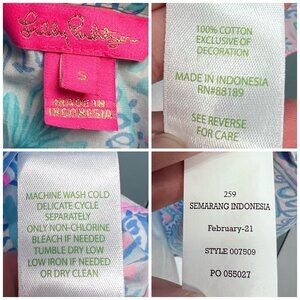 Lilly Pulitzer
S
MADE IN
INDONESIA
100% COTTON
EXCLUSIVE OF
DECORATION
MADE IN INDONESIA
RN#88189
SEE REVERSE
FOR CARE
MACHINE WASH COLD
DELICATE CYCLE
SEPARATELY
ONLY NON-CHLORINE
BLEACH IF NEEDED
TUMBLE DRY LOW
LOW IRON IF NEEDED
OR DRY CLEAN
259
SEMARANG INDONESIA
February-21
STYLE 007509
PO 055027